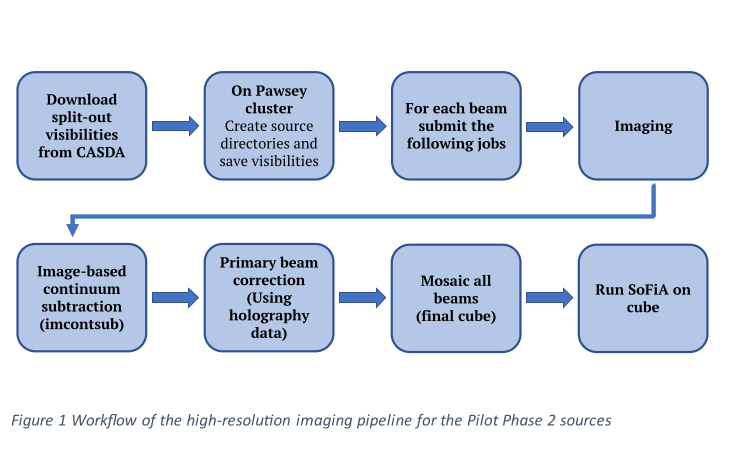 Download
split-out
visibilities
from CASDA
On Pawsey
cluster
Create source
directories and
save visibilities
For each beam
submit the
following jobs
Imaging
Image-based
continuum
subtraction
(imcontsub)
Primary beam
correction
(Using
holography
data)
Mosaic all
beams
(final cube)
Run SoFiA on
cube
Figure 1 Workflow of the high-resolution imaging pipeline for the Pilot Phase 2 sources